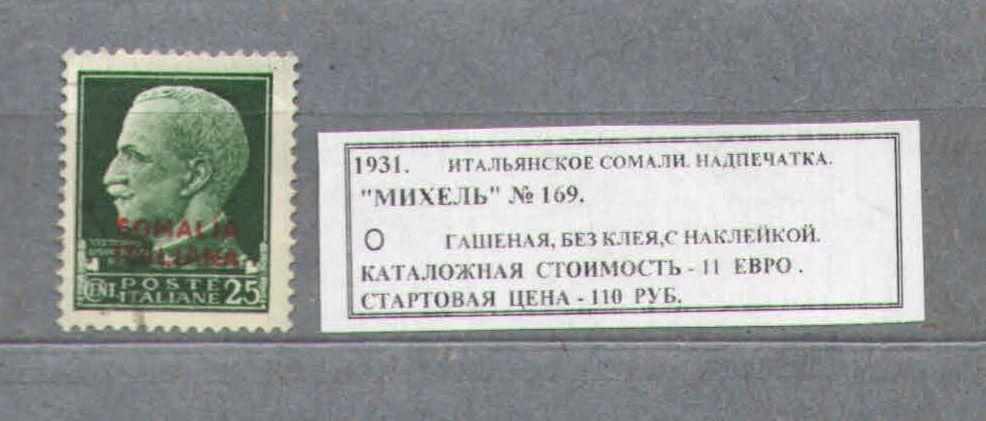 SOMALIA
ITALIANA
CENT POSTE ITALIANE 25
1931. ИТАЛЬЯНСКОЕ СОМАЛИ. НАДПЕЧАТКА.
"МИХЕЛЬ" № 169.
О ГАШЕНАЯ, БЕЗ КЛЕЯ,С НАКЛЕЙКОЙ.
КАТАЛОЖНАЯ СТОИМОСТЬ - 11 ЕВРО .
СТАРТОВАЯ ЦЕНА - 110 РУБ.